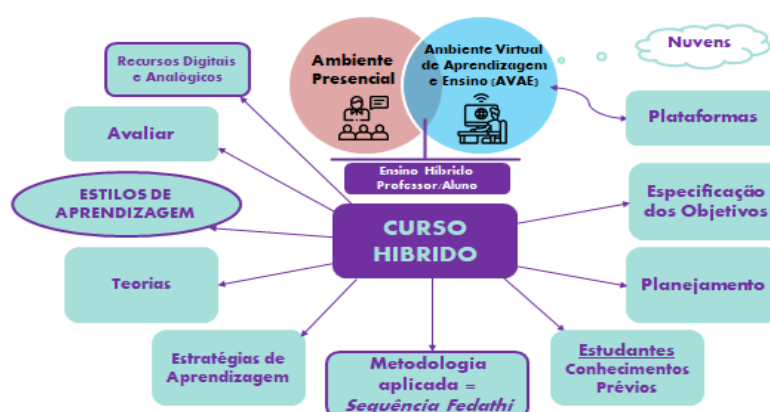 Nuvens
Ambiente
Presencial
Ambiente Virtual
de Aprendizagem
e Ensino (AVAE)
Recursos Digitais
e Analógicos
Plataformas
Avaliar
Ensino Híbrido
Professor/Aluno
ESTILOS DE
APRENDIZAGEM
Especificação
dos Objetivos
CURSO
HIBRIDO
Teorias
Planejamento
Estratégias de
Aprendizagem
Metodologia
aplicada =
Sequência Fedathi
Estudantes
Conhecimentos
Prévios